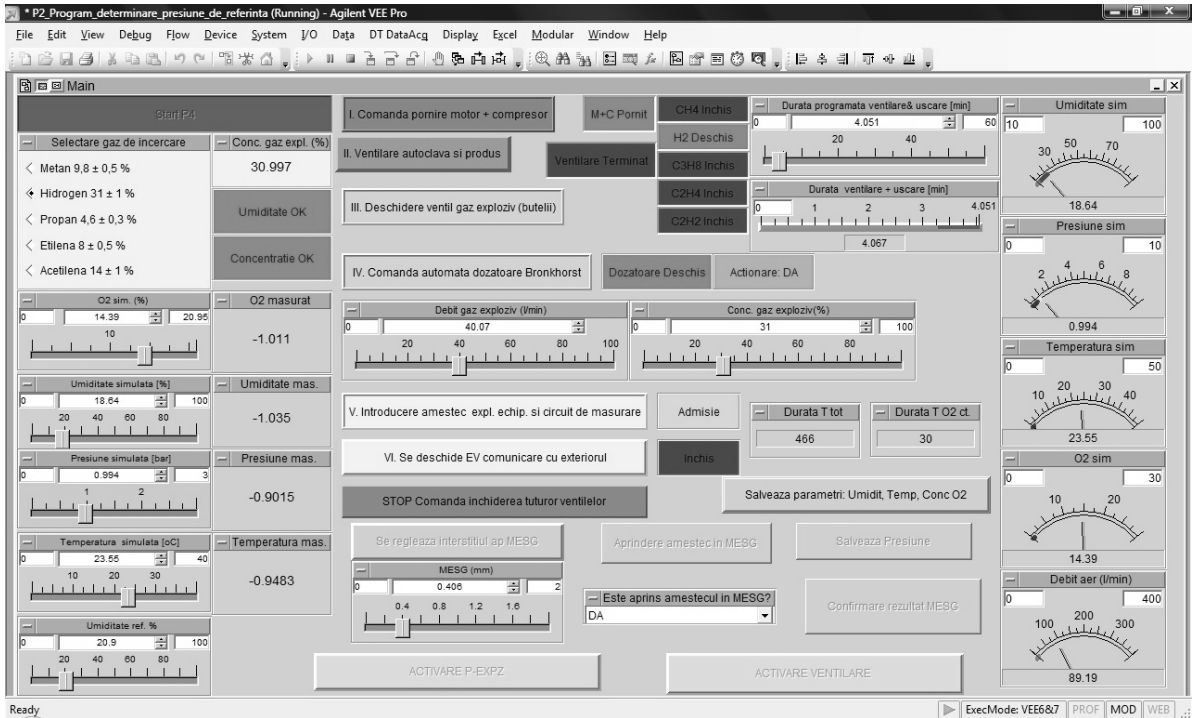 * P2_Program_determinare_presiune_de_referinta (Running) - Agilent VEE Pro
File Edit View Debug Flow Device System I/O Data DT DataAcq Display Excel Modular Window Help
Main
Start P4
Selectare gaz de incercare
Metan 9,8 ± 0,5 %
Hidrogen 31 ± 1 %
Propan 4,6 ± 0,3 %
Etilena 8 ± 0,5 %
Acetilena 14 ± 1 %
Conc. gaz expl. (%)
30.997
Umiditate OK
Concentratie OK
O2 sim. (%)
0 14.39 20.95
10
O2 masurat
-1.011
Umiditate simulata [%]
0 18.64 100
20 40 60 80
Umiditate mas.
-1.035
Presiune simulata [bar]
0 0.994 3
1 2
Presiune mas.
-0.9015
Temperatura simulata [oC]
0 23.55 40
10 20 30
Temperatura mas.
-0.9483
Umiditate ref. %
0 20.9 100
20 40 60 80
I. Comanda pornire motor + compresor
M+C Pornit
II. Ventilare autoclava si produs
Ventilare Terminat
III. Deschidere ventil gaz exploziv (butelii)
CH4 Inchis
H2 Deschis
C3H8 Inchis
C2H4 Inchis
C2H2 Inchis
Durata programata ventilare& uscare [min]
0 4.051 60
20 40
Durata ventilare + uscare [min]
0 1 2 3 4.051
4.067
IV. Comanda automata dozatoare Bronkhorst
Dozatoare Deschis
Actionare: DA
Debit gaz exploziv (l/min)
0 40.07
20 40 60 80 100
Conc. gaz exploziv(%)
0 31 100
20 40 60 80
V. Introducere amestec expl. echip. si circuit de masurare
Admisie
Durata T tot
466
Durata T O2 ct.
30
VI. Se deschide EV comunicare cu exteriorul
Inchis
STOP Comanda inchiderea tuturor ventilelor
Salveaza parametri: Umidit, Temp, Conc O2
Se regleaza interstitiul ap MESG
Aprindere amestec in MESG
Salveaza Presiune
MESG (mm)
0 0.406 2
0.4 0.8 1.2 1.6
Este aprins amestecul in MESG?
DA
Confirmare rezultat MESG
ACTIVARE P-EXPZ
ACTIVARE VENTILARE
Umiditate sim
10 100
30 50 70
18.64
Presiune sim
0 10
2 4 6 8
0.994
Temperatura sim
0 50
10 20 30 40
23.55
O2 sim
0 30
10 20
14.39
Debit aer (l/min)
0 400
100 200 300
89.19
Ready
ExecMode: VEE6&7 PROF MOD WEB